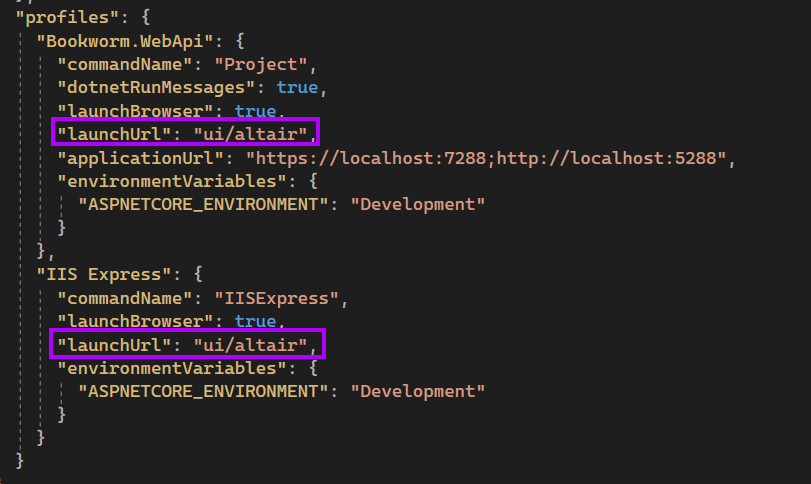 "profiles": {
"Bookworm.WebApi": {
"commandName": "Project",
"dotnetRunMessages": true,
"launchBrowser": true,
"launchUrl": "ui/altair",
"applicationUrl": "https://localhost:7288;http://localhost:5288",
"environmentVariables": {
"ASPNETCORE_ENVIRONMENT": "Development"
}
},
"IIS Express": {
"commandName": "IISExpress",
"launchBrowser": true,
"launchUrl": "ui/altair",
"environmentVariables": {
"ASPNETCORE_ENVIRONMENT": "Development"
}
}
}